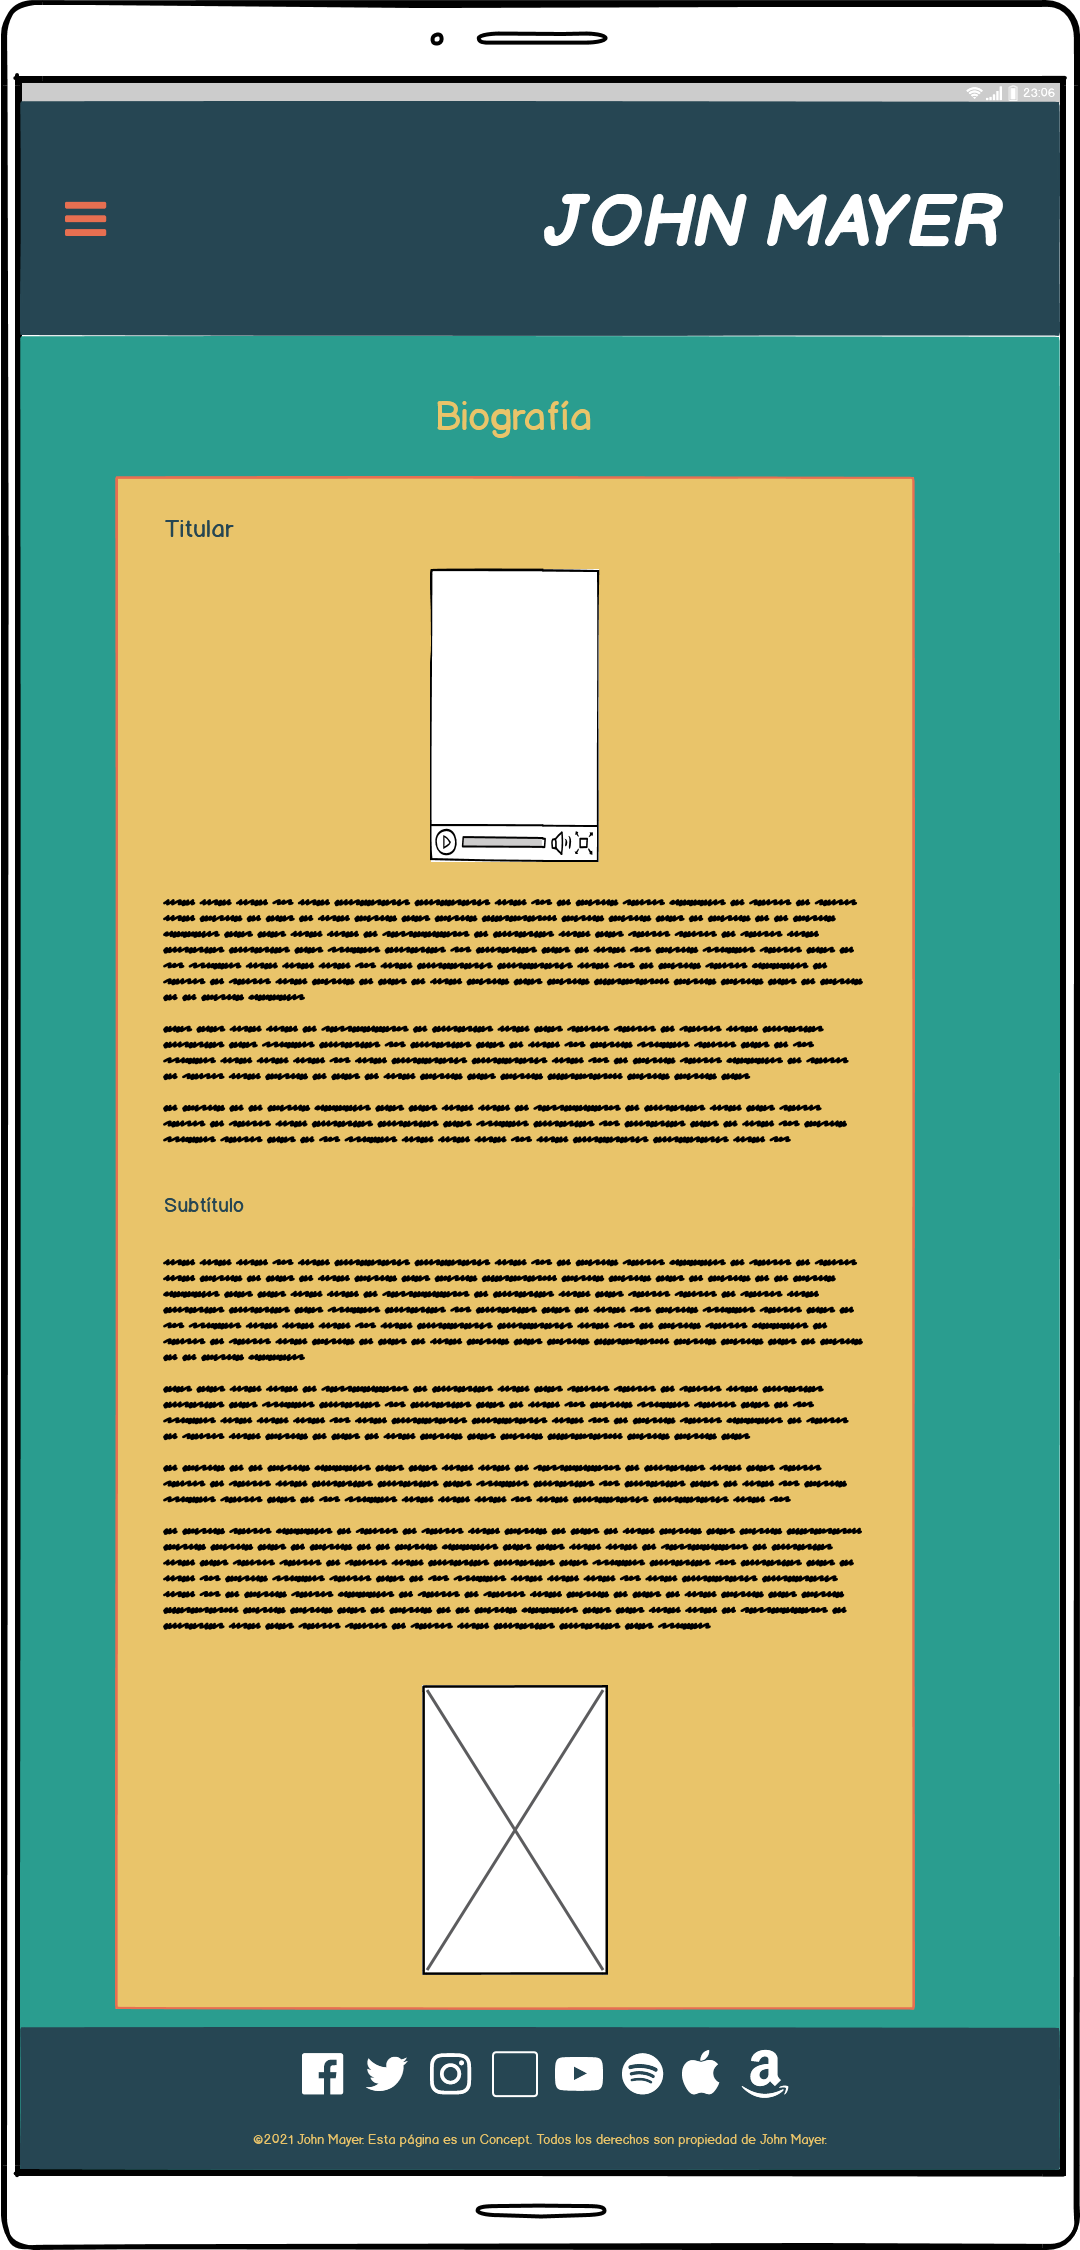 23:06
JOHN MAYER
Biografía
Titular
Subtítulo
©2021 John Mayer. Esta página es un Concept. Todos los derechos son propiedad de John Mayer.